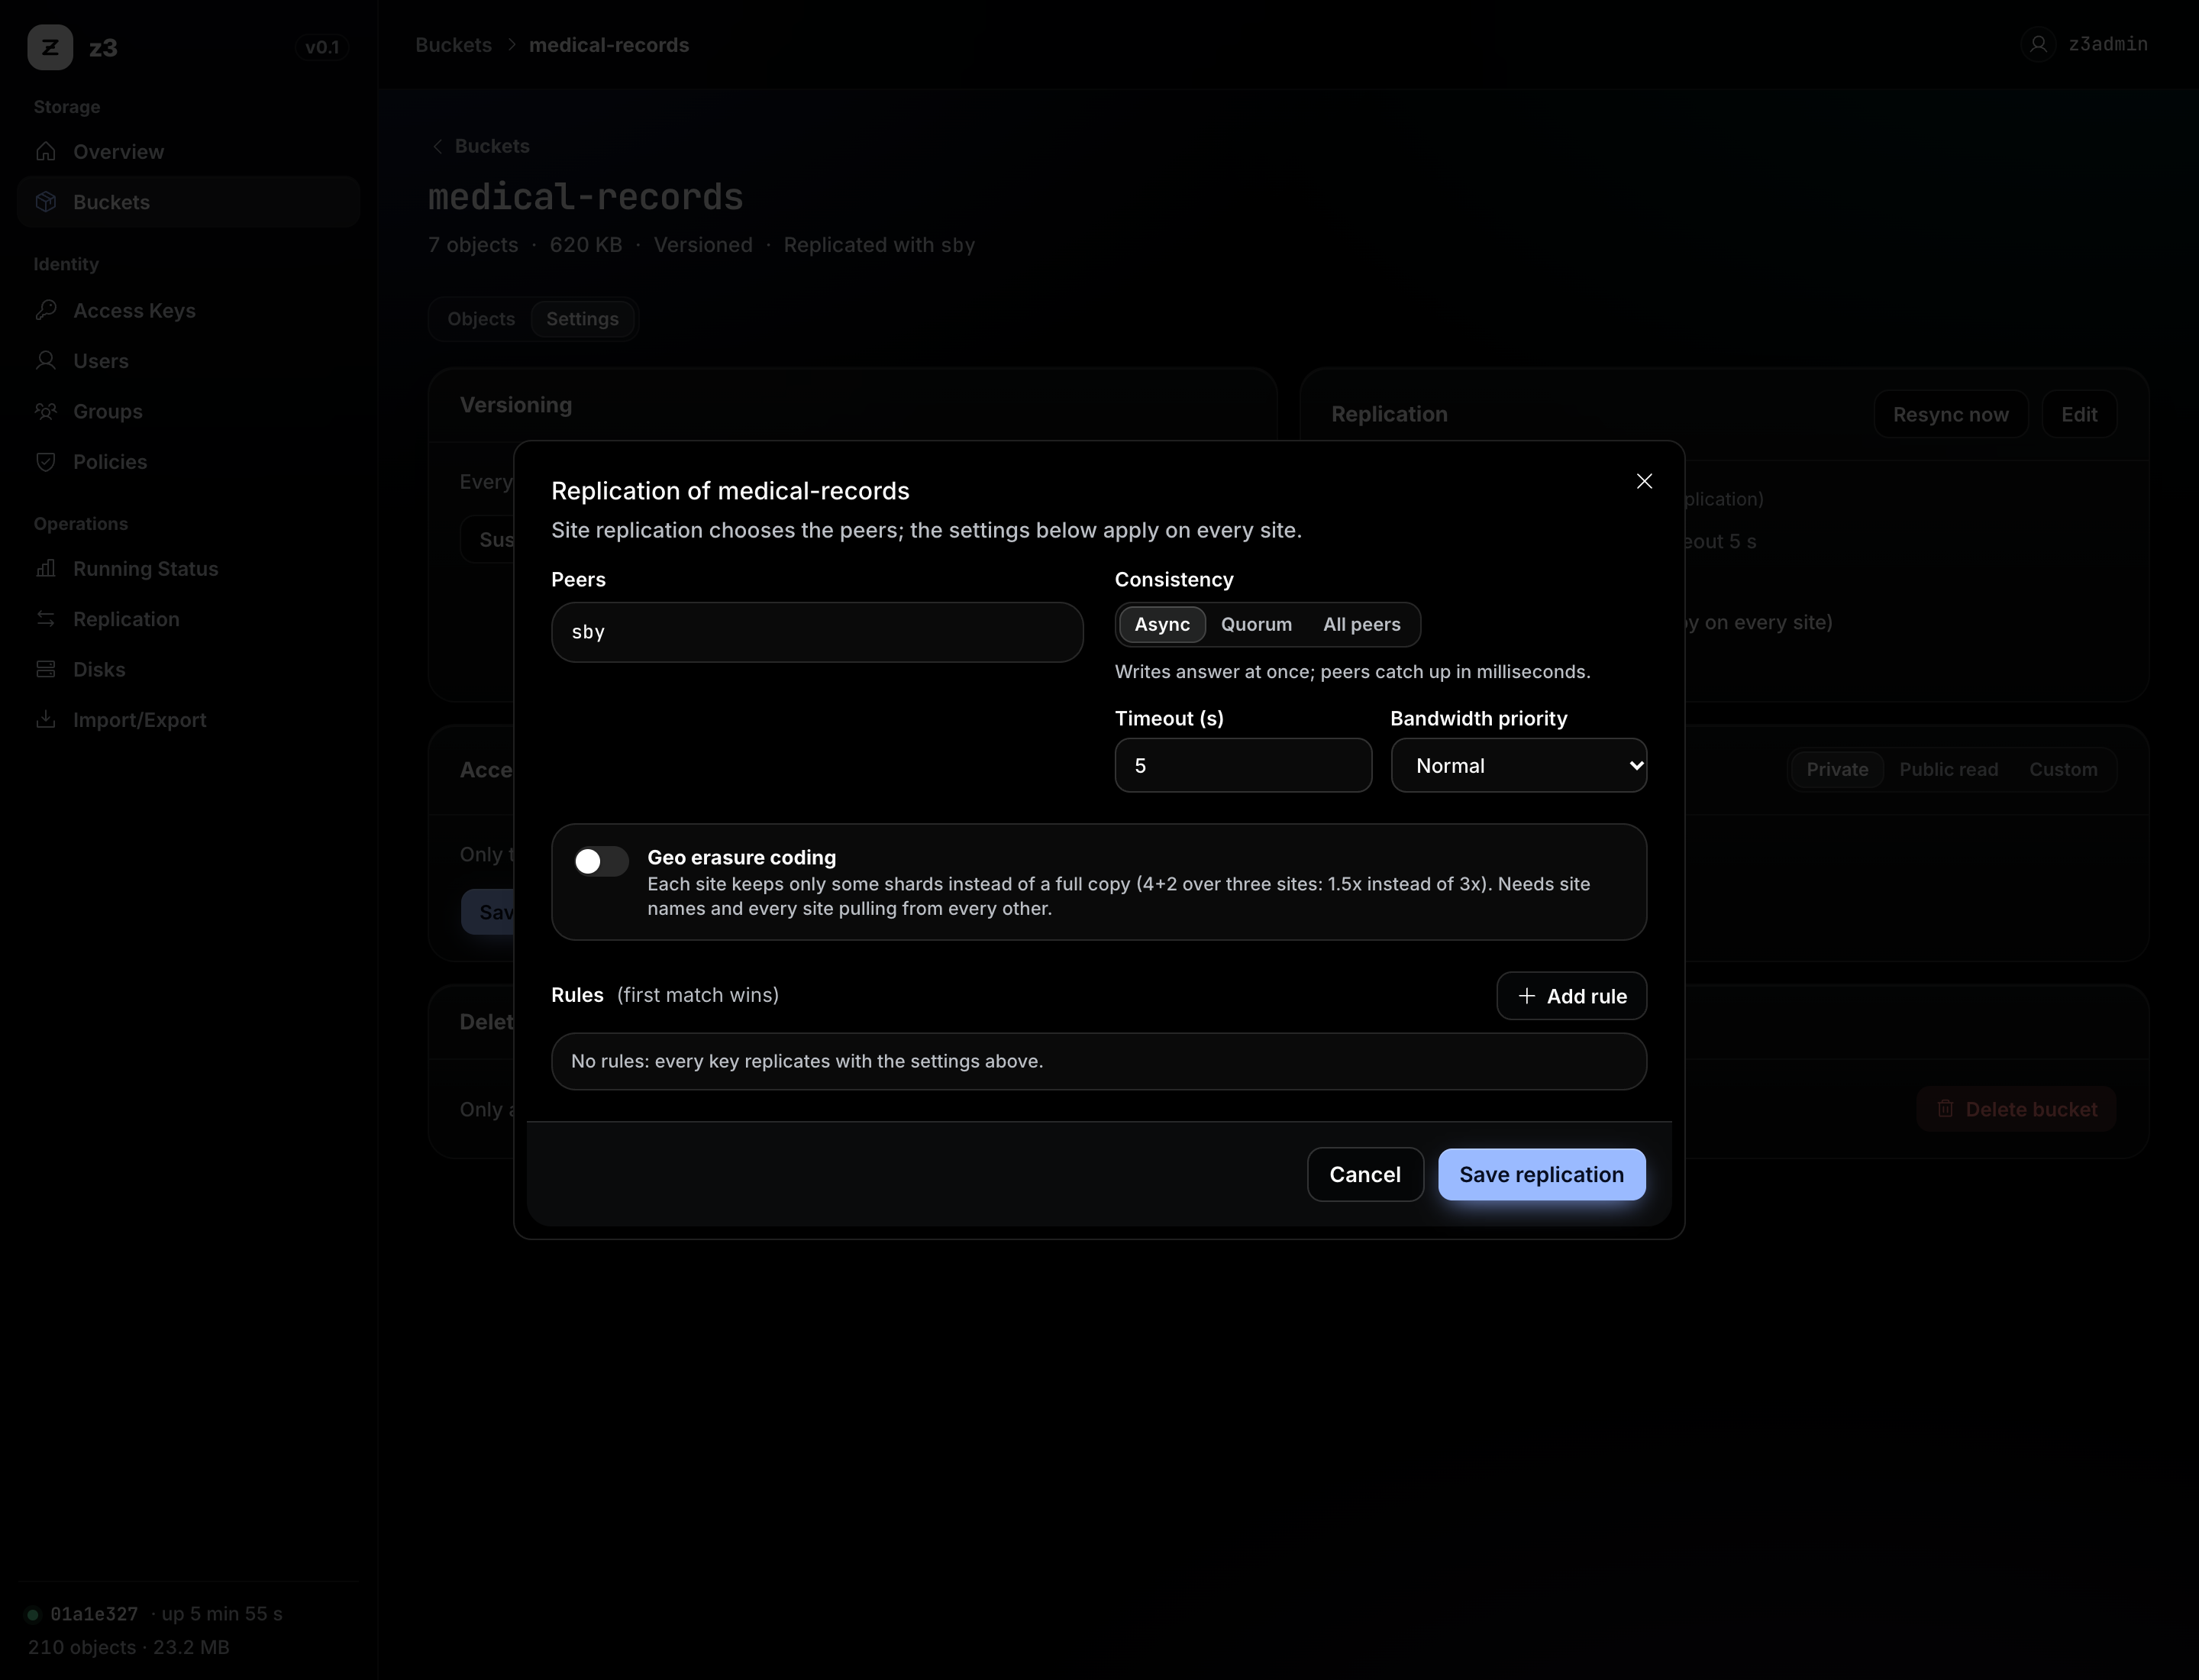 z3
v0.1
Buckets > medical-records
z3admin
Storage
Overview
Buckets
Identity
Access Keys
Users
Groups
Policies
Operations
Running Status
Replication
Disks
Import/Export
01a1e327 · up 5 min 55 s
210 objects · 23.2 MB
Buckets
medical-records
7 objects · 620 KB · Versioned · Replicated with sby
Objects Settings
Versioning
Every
Sus
Replication
Resync now Edit
plication)
eout 5 s
y on every site)
Acce
Private Public read Custom
Only t
Sav
Delet
Only a
Delete bucket
Replication of medical-records
Site replication chooses the peers; the settings below apply on every site.
Peers
sby
Consistency
Async Quorum All peers
Writes answer at once; peers catch up in milliseconds.
Timeout (s) Bandwidth priority
5 Normal
Geo erasure coding
Each site keeps only some shards instead of a full copy (4+2 over three sites: 1.5x instead of 3x). Needs site
names and every site pulling from every other.
Rules (first match wins)
+ Add rule
No rules: every key replicates with the settings above.
Cancel Save replication